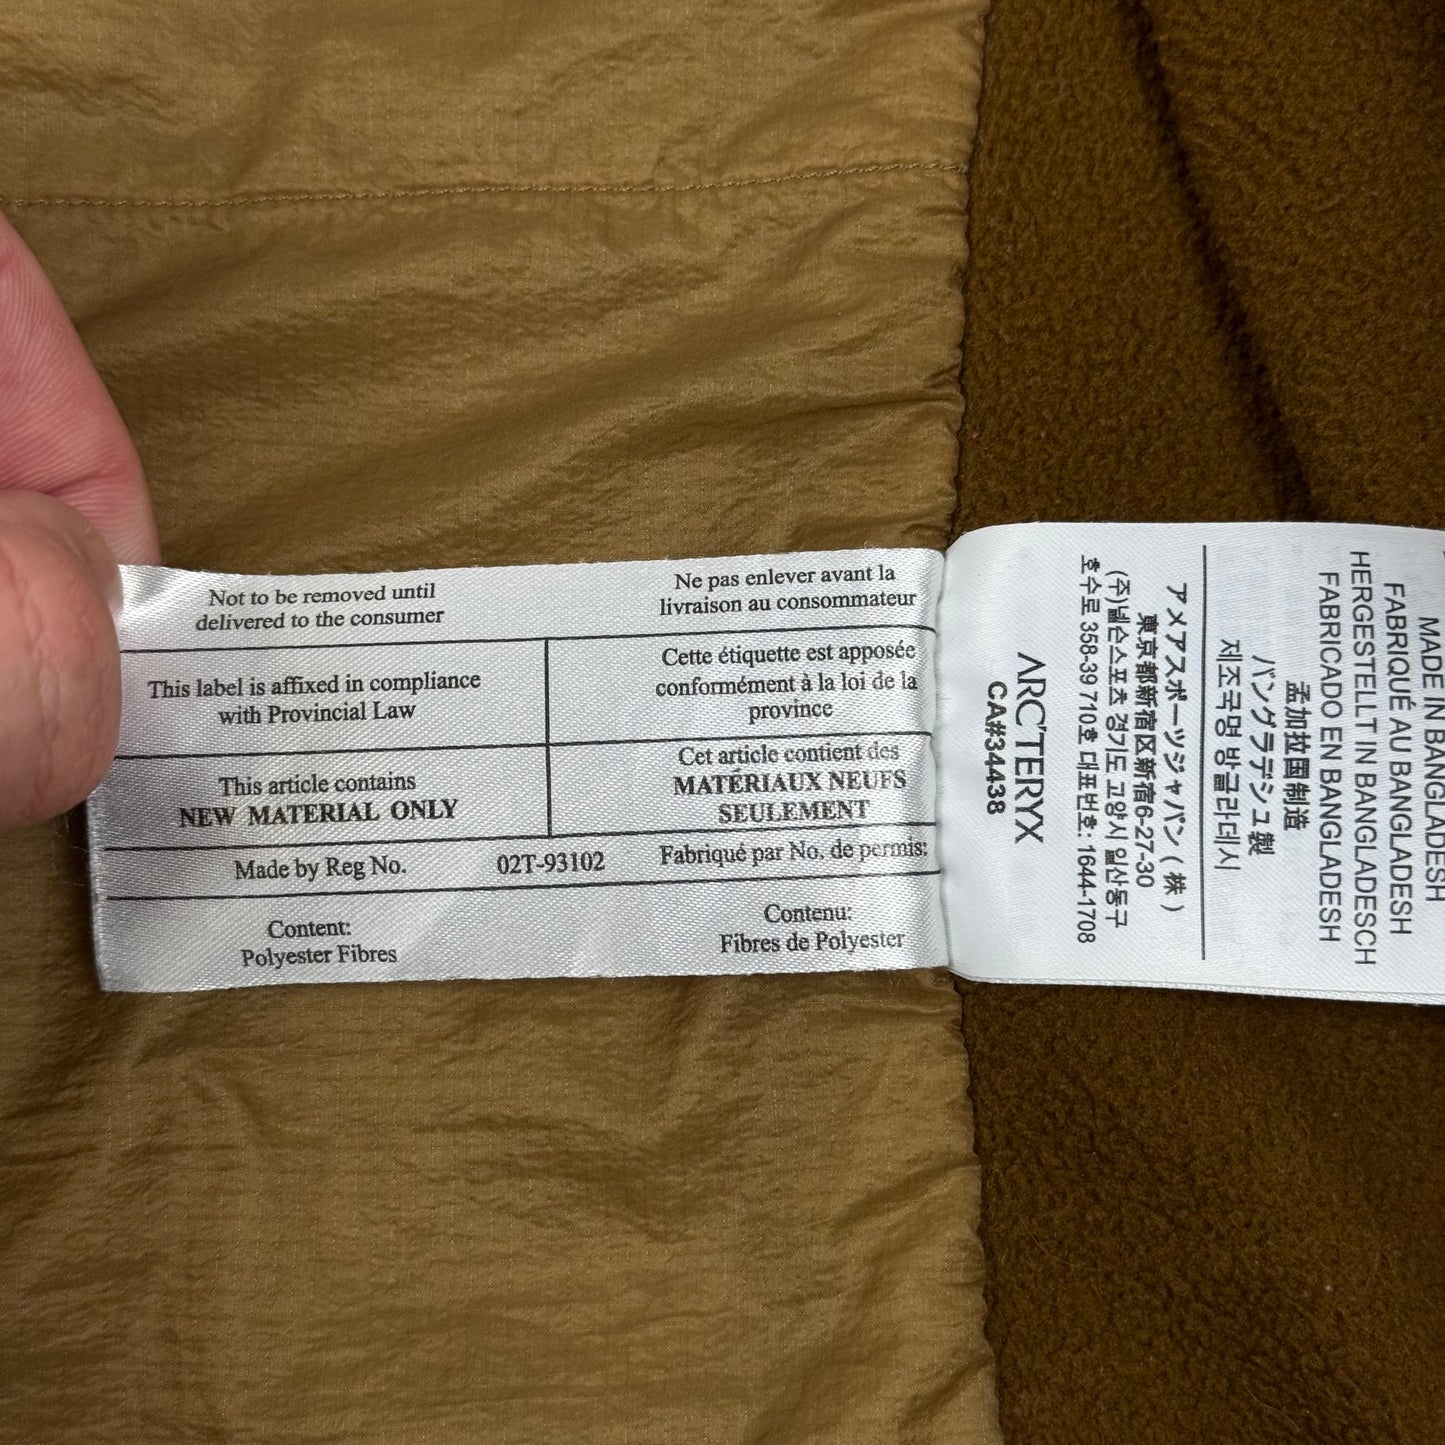 Not to be removed until
delivered to the consumer
Ne pas enlever avant la
livraison au consommateur
This label is affixed in compliance
with Provincial Law
Cette étiquette est apposée
conformément à la loi de la
province
This article contains
NEW MATERIAL ONLY
Cet article contient des
MATÉRIAUX NEUFS
SEULEMENT
Made by Reg No. 02T-93102 Fabriqué par No. de permis:
Content:
Polyester Fibres
Contenu:
Fibres de Polyester
MADE IN BANGLADESH
FABRIQUÉ AU BANGLADESH
HERGESTELLT IN BANGLADESCH
FABRICADO EN BANGLADESH
孟加拉国制造
バングラデシュ製
제조국명 방글라데시
アメアスポーツジャパン(株)
東京都新宿区新宿6-27-30
(주)넬슨스포츠 경기도 고양시 일산동구
호수로 358-39 710호 대표번호: 1644-1708
ARC'TERYX
CA#34438